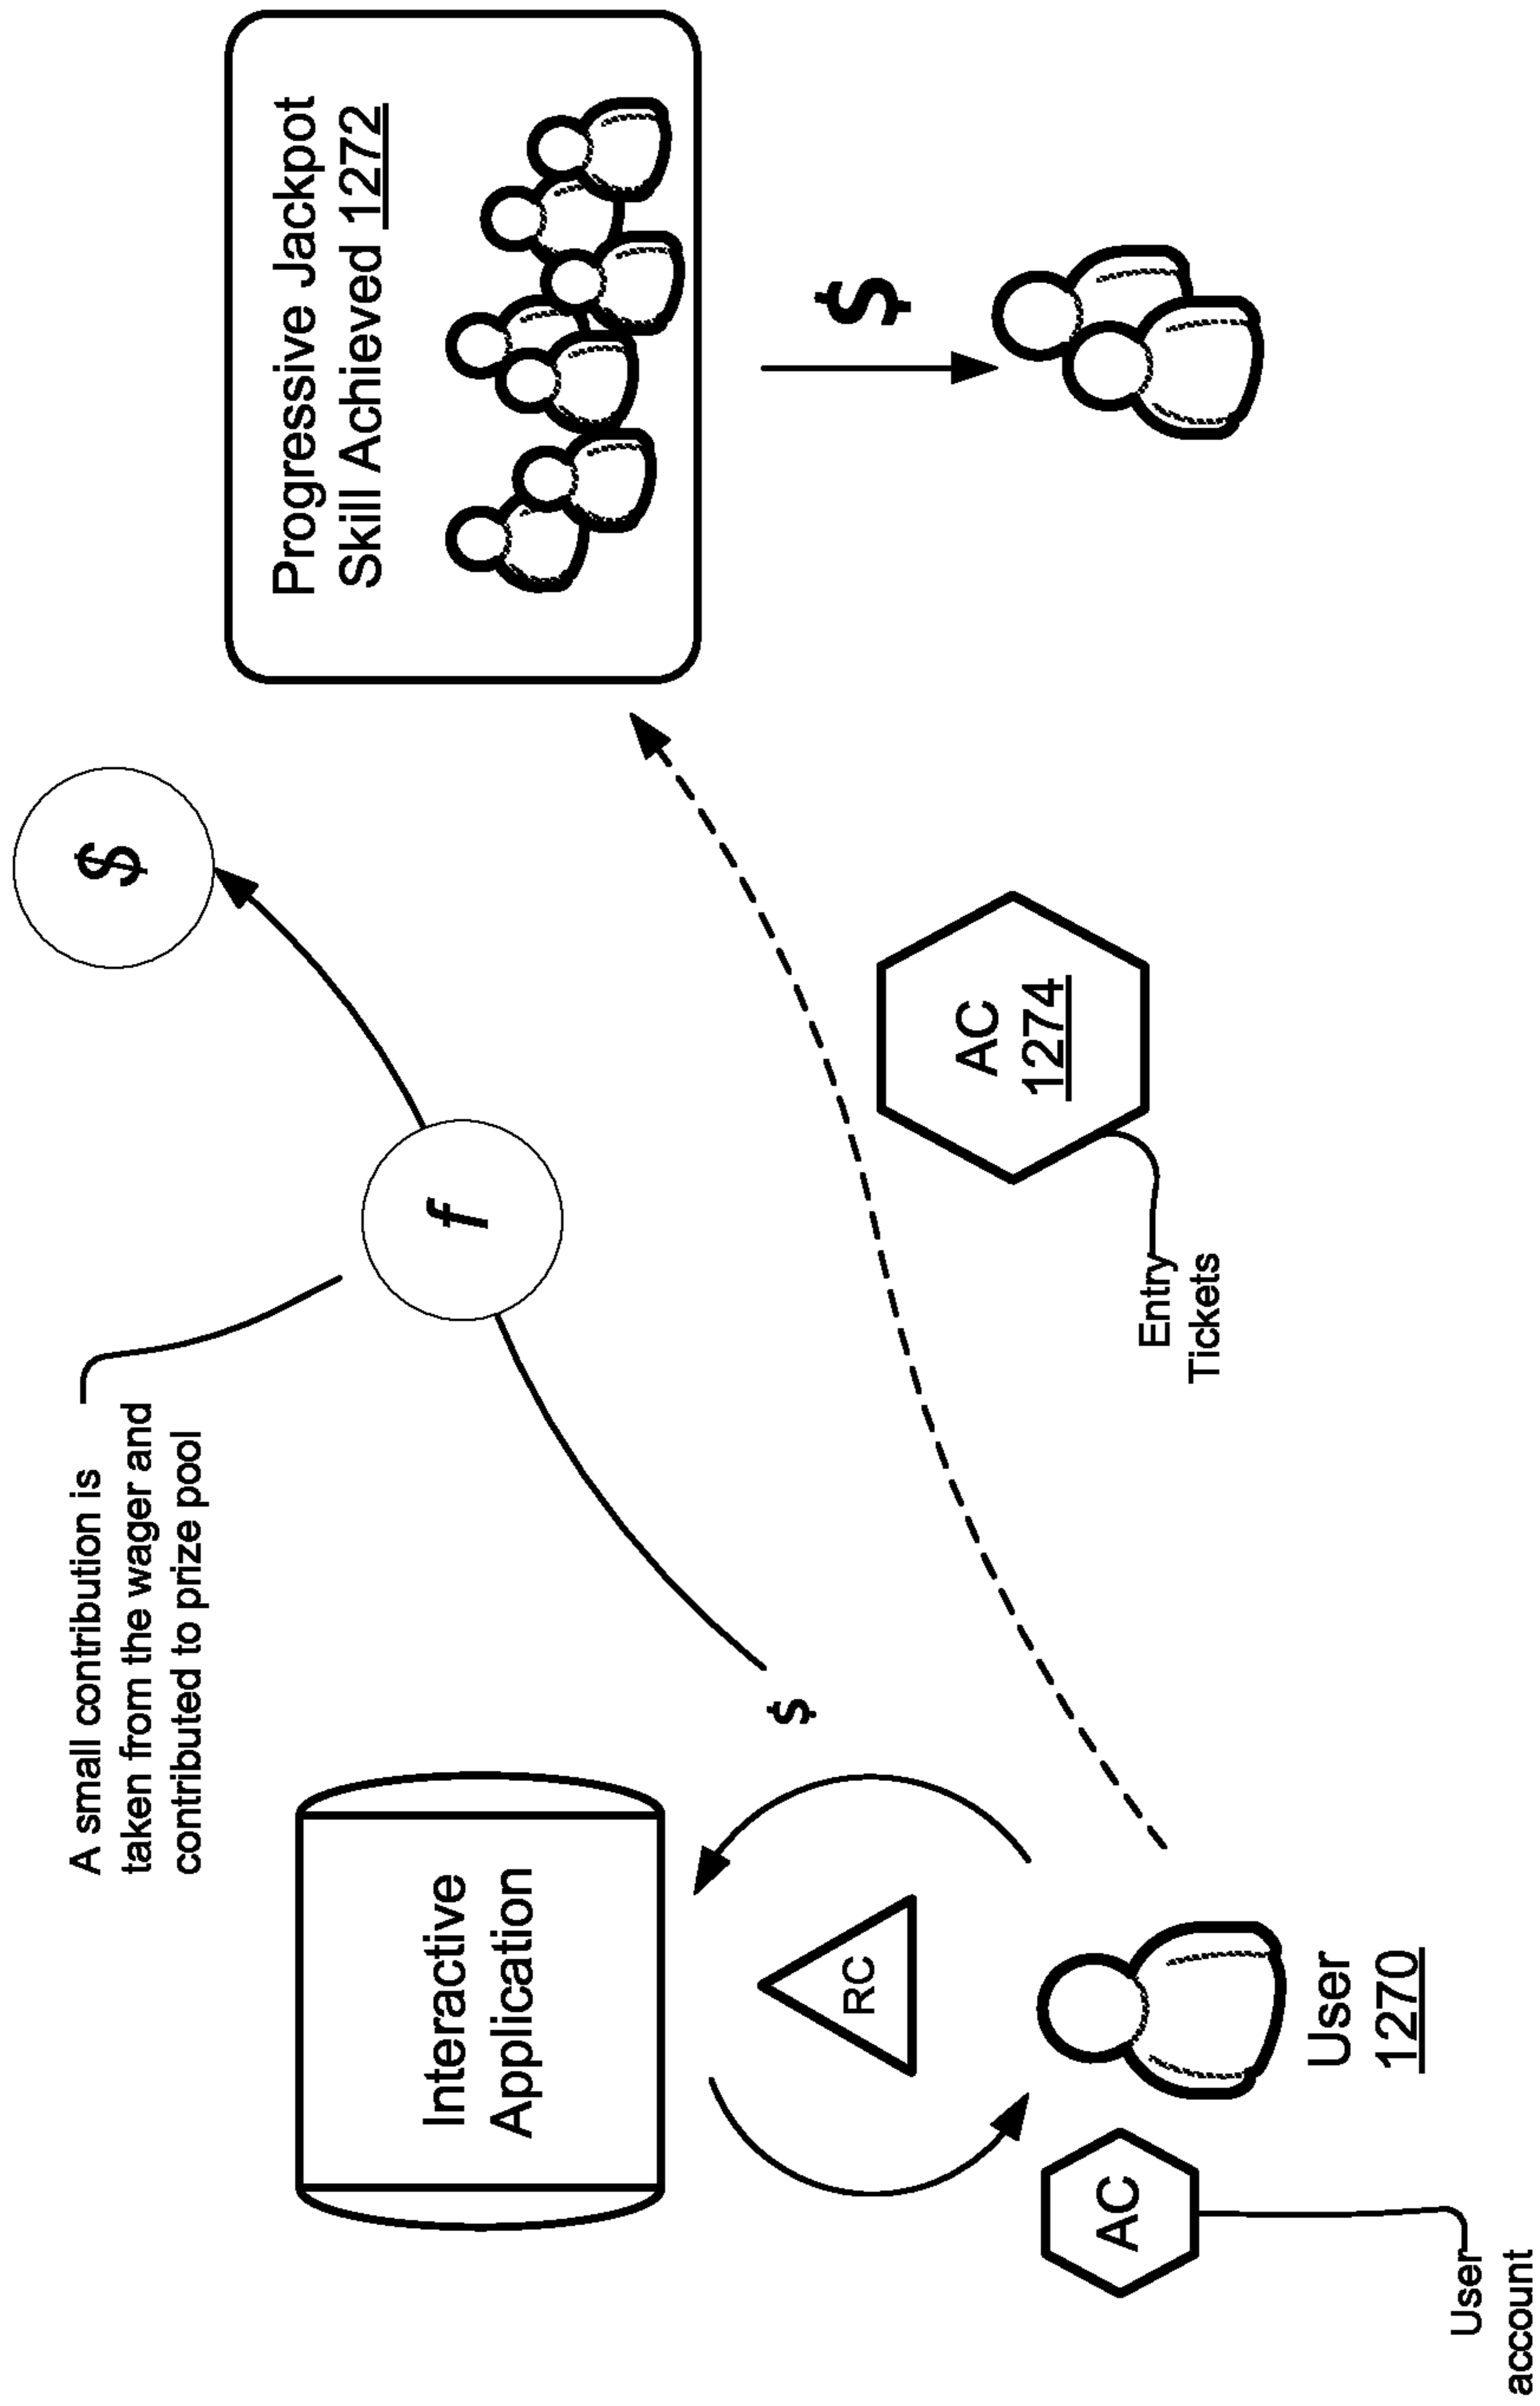 A small contribution is
taken from the wager and
contributed to prize pool
$
Progressive Jackpot
Skill Achieved 1272
f
Interactive
Application
$
$
RC
AC
1274
Entry
Tickets
AC
User
1270
User
account